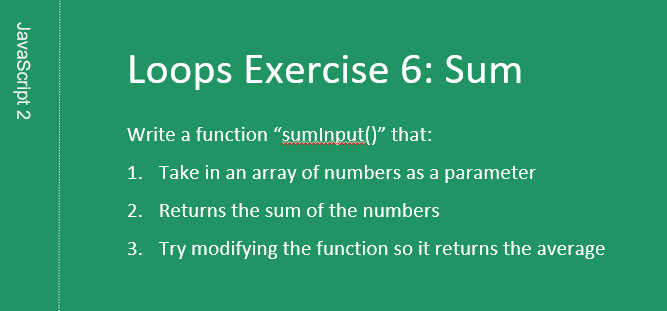 JavaScript 2
Loops Exercise 6: Sum
Write a function “sumInput()” that:
1. Take in an array of numbers as a parameter
2. Returns the sum of the numbers
3. Try modifying the function so it returns the average